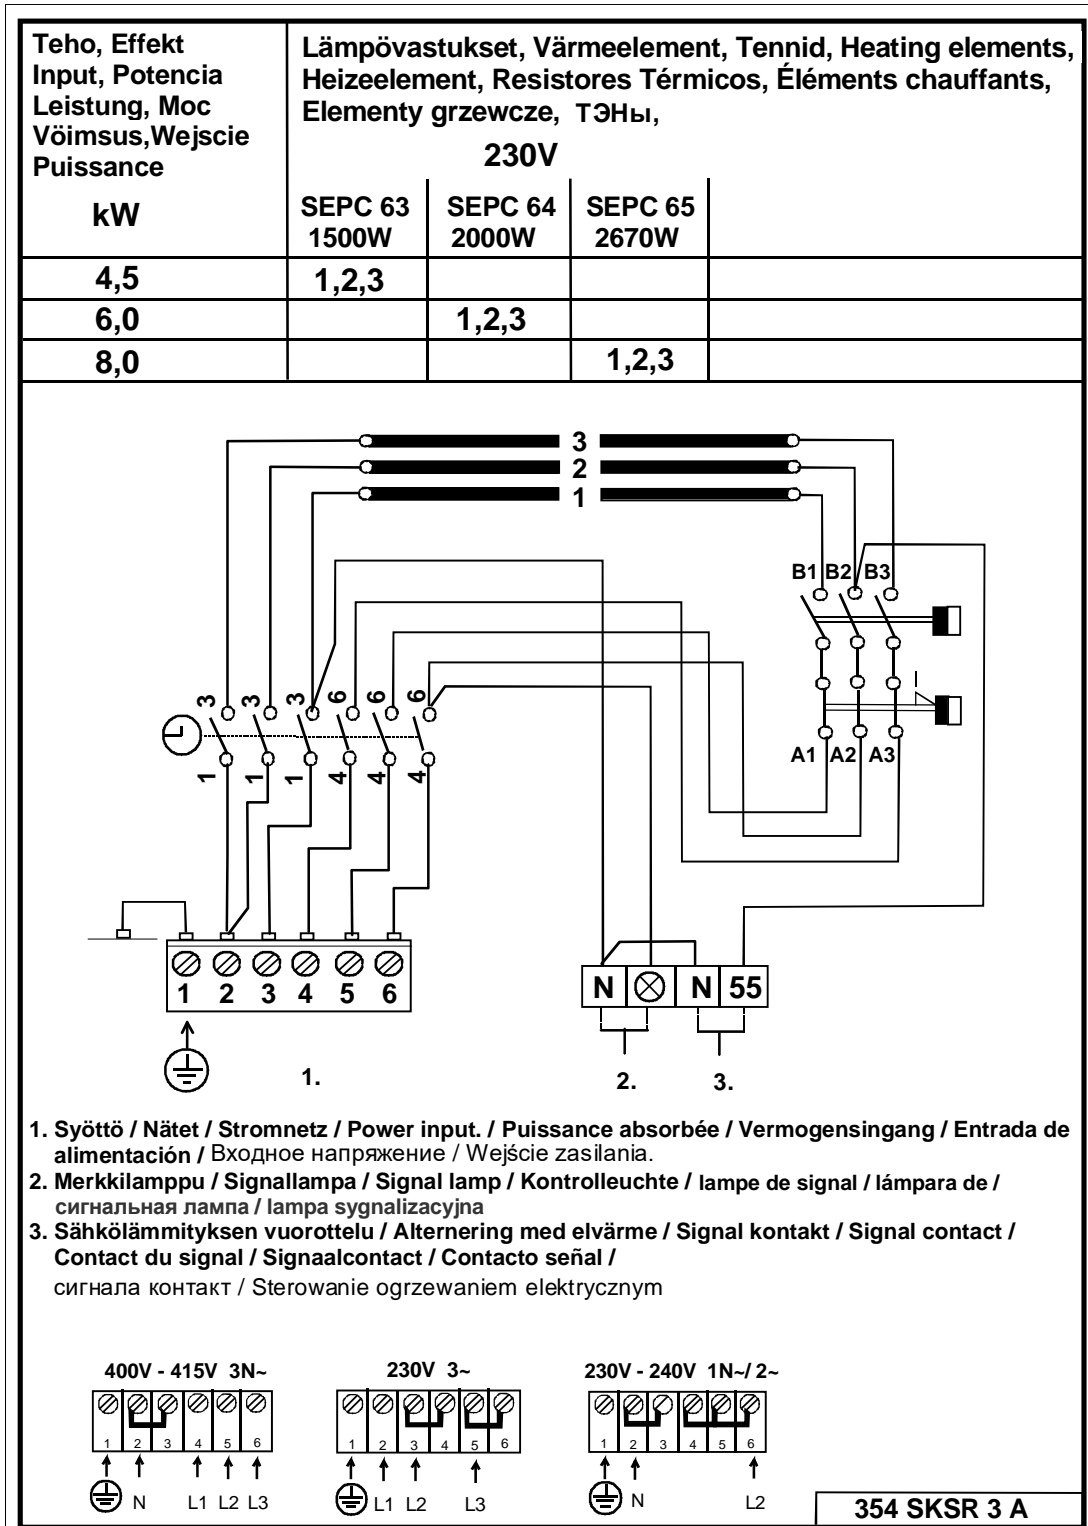 Teho, Effekt
Input, Potencia
Leistung, Moc
Vöimsus,Wejscie
Puissance
kW
Lämpövastukset, Värmeelement, Tennid, Heating elements,
Heizeelement, Resistores Térmicos, Éléments chauffants,
Elementy grzewcze, ТЭНы,
230V
SEPC 63 SEPC 64 SEPC 65
1500W 2000W 2670W
4,5 1,2,3
6,0 1,2,3
8,0 1,2,3
3
2
1
B1 B2 B3
3 3 3 6 6 6
1 1 1 4 4 4
A1 A2 A3
1 2 3 4 5 6
N N 55
1. 2. 3.
1. Syöttö / Nätet / Stromnetz / Power input. / Puissance absorbée / Vermogensingang / Entrada de
alimentación / Входное напряжение / Wejście zasilania.
2. Merkkilamppu / Signallampa / Signal lamp / Kontrolleuchte / lampe de signal / lámpara de /
сигнальная лампа / lampa sygnalizacyjna
3. Sähkölämmityksen vuorottelu / Alternering med elvärme / Signal kontakt / Signal contact /
Contact du signal / Signaalcontact / Contacto señal /
сигнала контакт / Sterowanie ogrzewaniem elektrycznym
400V - 415V 3N~ 230V 3~ 230V - 240V 1N~/ 2~
1 2 3 4 5 6 1 2 3 4 5 6 1 2 3 4 5 6
N L1 L2 L3 L1 L2 L3 N L2
354 SKSR 3 A